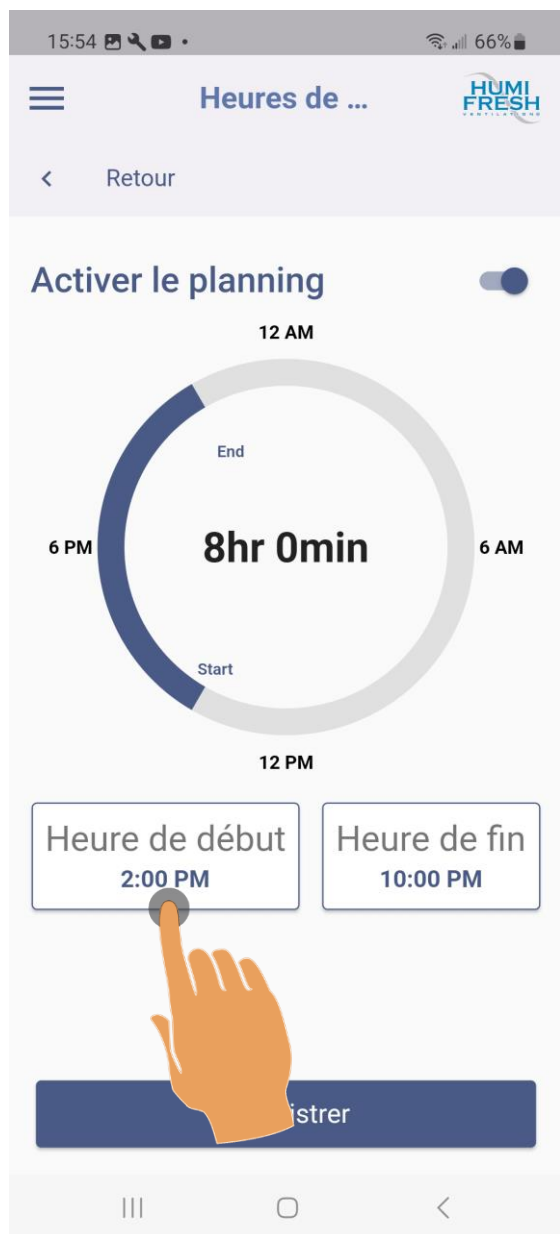 15:54 66%
Heures de ...
HUMI
FRESH
VENTILATIONS
Retour
Activer le planning
12 AM
End
6 PM
8hr 0min
6 AM
Start
12 PM
Heure de début
2:00 PM
Heure de fin
10:00 PM
istrer